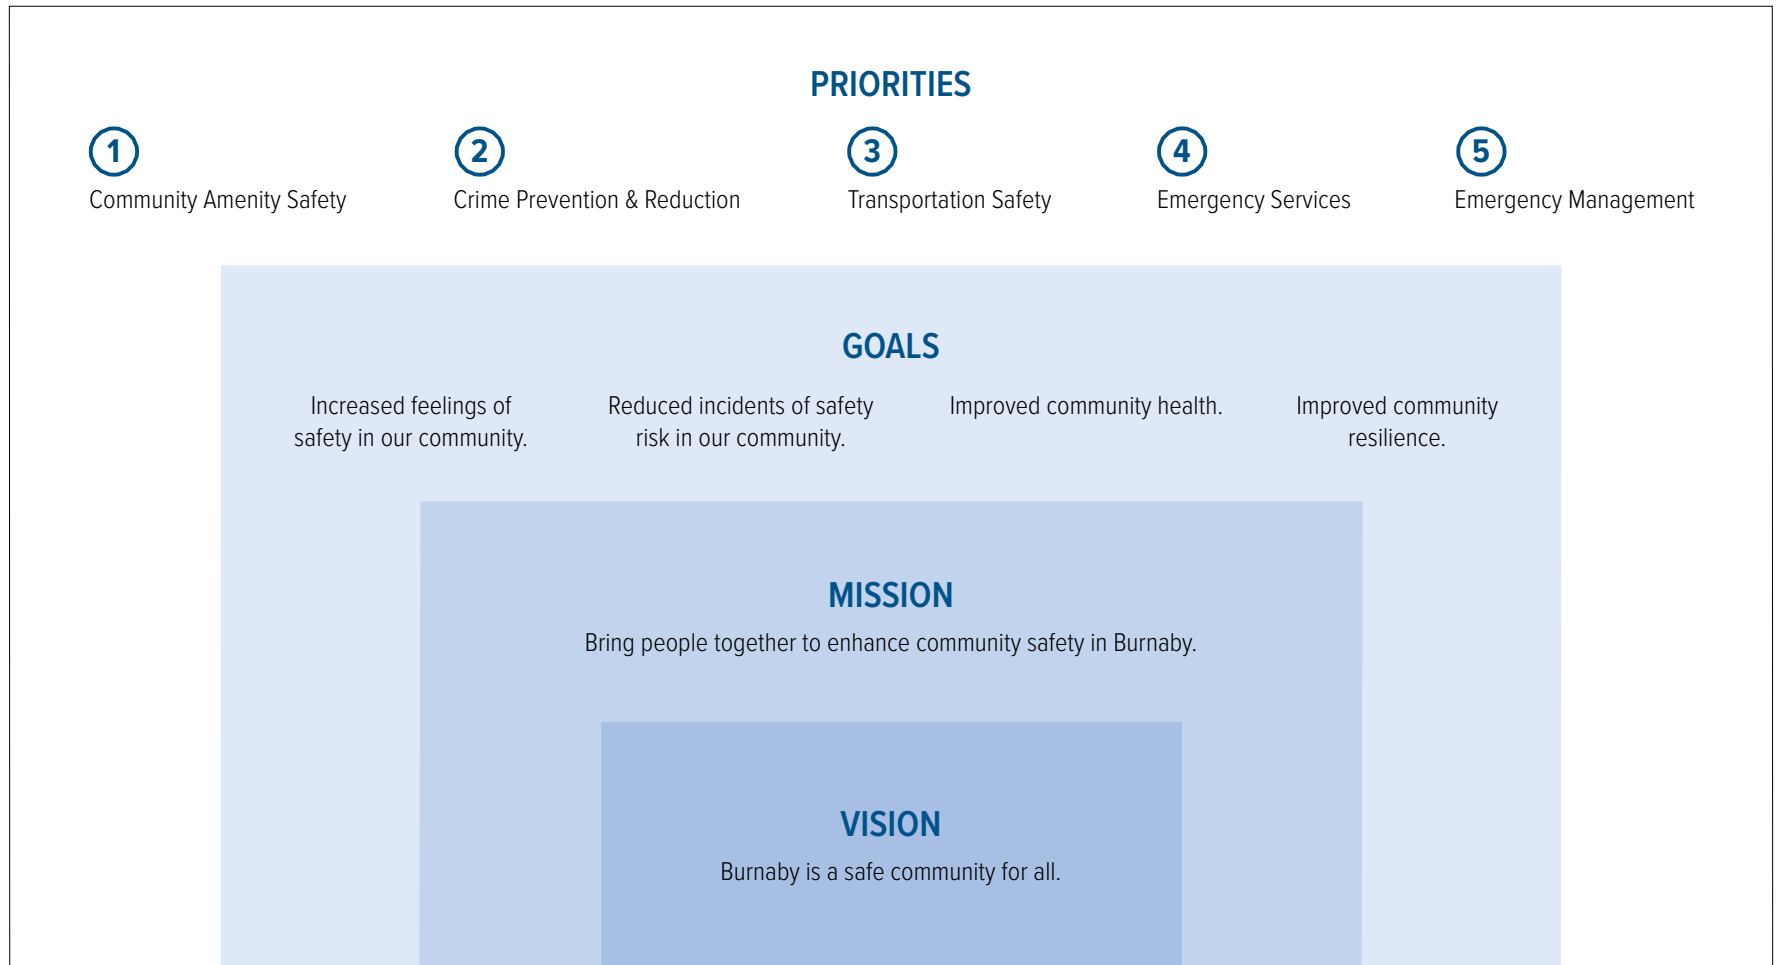 PRIORITIES
1
2
3
4
5
Community Amenity Safety
Crime Prevention & Reduction
Transportation Safety
Emergency Services
Emergency Management
GOALS
Increased feelings of
safety in our community.
Reduced incidents of safety
risk in our community.
Improved community health.
Improved community
resilience.
MISSION
Bring people together to enhance community safety in Burnaby.
VISION
Burnaby is a safe community for all.